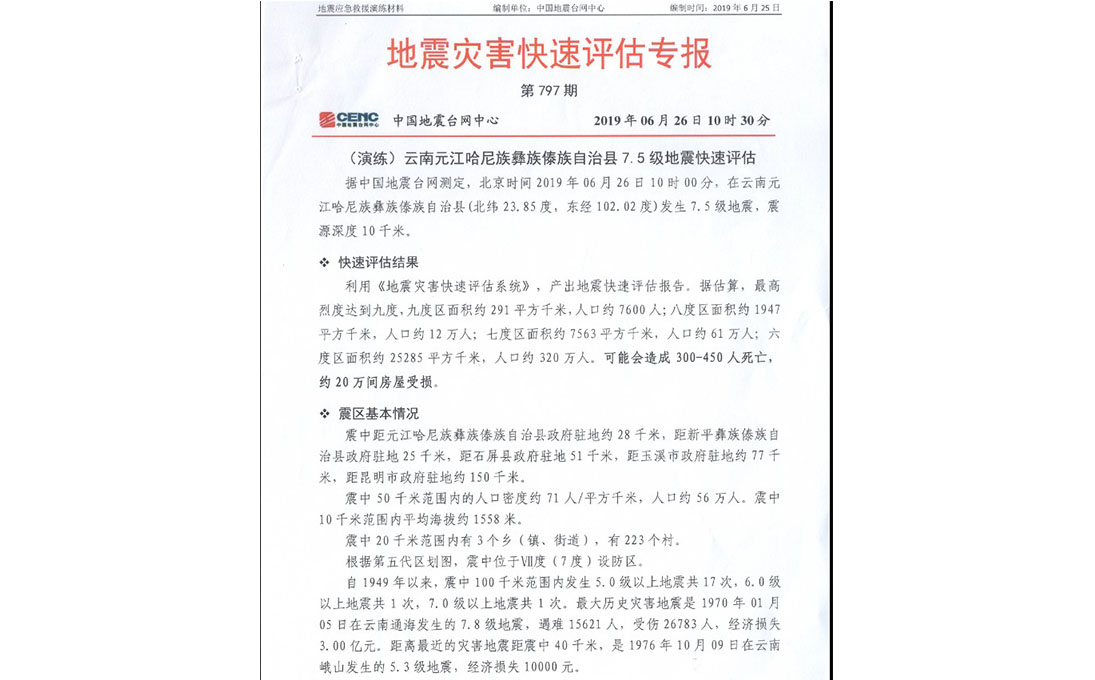 地震应急救援演练材料 编制单位：中国地震台网中心 编制时间：2019 年 6 月 25 日
地震灾害快速评估专报
第 797 期
CENC 中国地震台网中心 中国地震台网中心 2019 年 06 月 26 日 10 时 30 分
（演练）云南元江哈尼族彝族傣族自治县 7.5 级地震快速评估
据中国地震台网测定，北京时间 2019 年 06 月 26 日 10 时 00 分，在云南元
江哈尼族彝族傣族自治县(北纬 23.85 度，东经 102.02 度)发生 7.5 级地震，震
源深度 10 千米。
❖ 快速评估结果
利用《地震灾害快速评估系统》，产出地震快速评估报告。据估算，最高
烈度达到九度,九度区面积约 291 平方千米,人口约 7600 人;八度区面积约 1947
平方千米，人口约 12 万人；七度区面积约 7563 平方千米，人口约 61 万人；六
度区面积约 25285 平方千米，人口约 320 万人。可能会造成 300-450 人死亡，
约 20 万间房屋受损。
❖ 震区基本情况
震中距元江哈尼族彝族傣族自治县政府驻地约 28 千米，距新平彝族傣族自
治县政府驻地 25 千米，距石屏县政府驻地 51 千米，距玉溪市政府驻地约 77 千
米，距昆明市政府驻地约 150 千米。
震中 50 千米范围内的人口密度约 71 人/平方千米，人口约 56 万人。震中
10 千米范围内平均海拔约 1558 米。
震中 20 千米范围内有 3 个乡（镇、街道），有 223 个村。
根据第五代区划图，震中位于Ⅶ度（7 度）设防区。
自 1949 年以来，震中 100 千米范围内发生 5.0 级以上地震共 17 次，6.0 级
以上地震共 1 次，7.0 级以上地震共 1 次。最大历史灾害地震是 1970 年 01 月
05 日在云南通海发生的 7.8 级地震，遇难 15621 人，受伤 26783 人，经济损失
3.00 亿元。距离最近的灾害地震距震中 40 千米，是 1976 年 10 月 09 日在云南
峨山发生的 5.3 级地震，经济损失 10000 元。